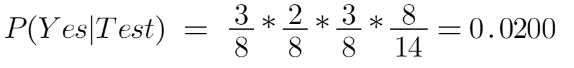 P(Yes|Test) = 3/8 * 2/8 * 3/8 * 8/14 = 0.0200